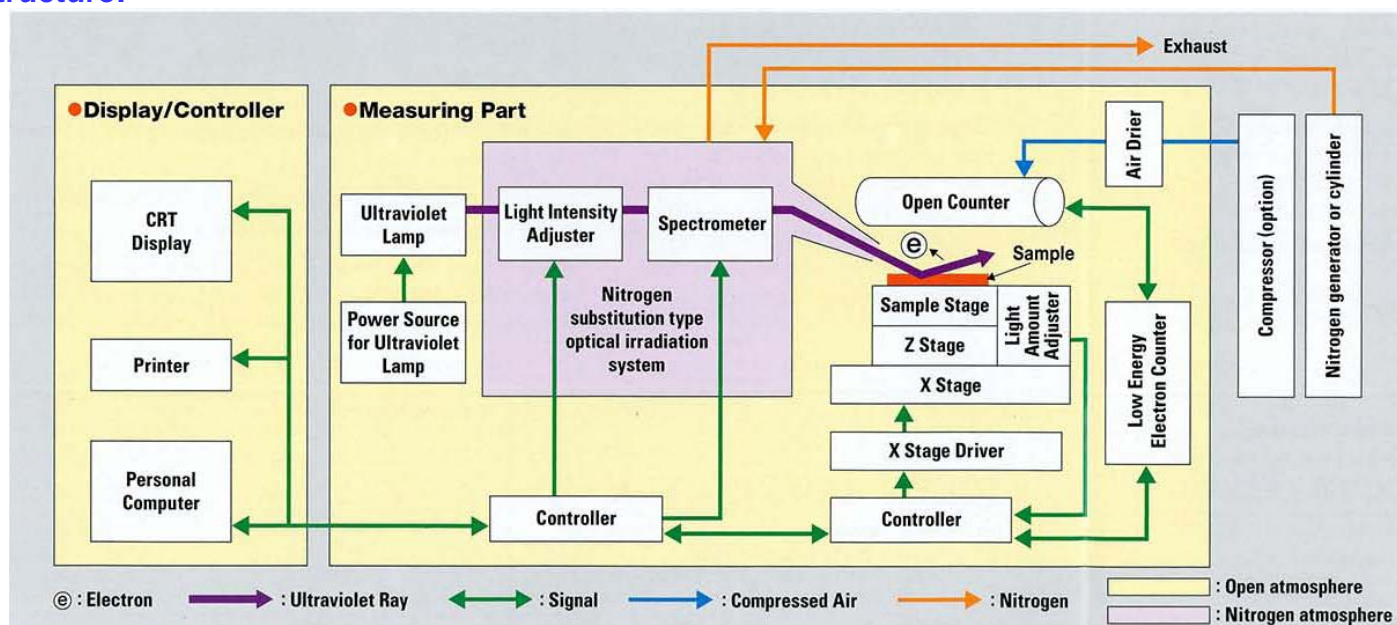 tructure:
Exhaust
●Display/Controller
●Measuring Part
CRT
Display
Printer
Personal
Computer
Ultraviolet
Lamp
Power Source
for Ultraviolet
Lamp
Light Intensity
Adjuster
Spectrometer
Nitrogen
substitution type
optical irradiation
system
Controller
Open Counter
Air Drier
e
Sample
Sample Stage
Z Stage
Light
Amount
Adjuster
X Stage
X Stage Driver
Controller
Low Energy
Electron Counter
Compressor (option)
Nitrogen generator or cylinder
e : Electron
: Ultraviolet Ray
: Signal
: Compressed Air
: Nitrogen
: Open atmosphere
: Nitrogen atmosphere